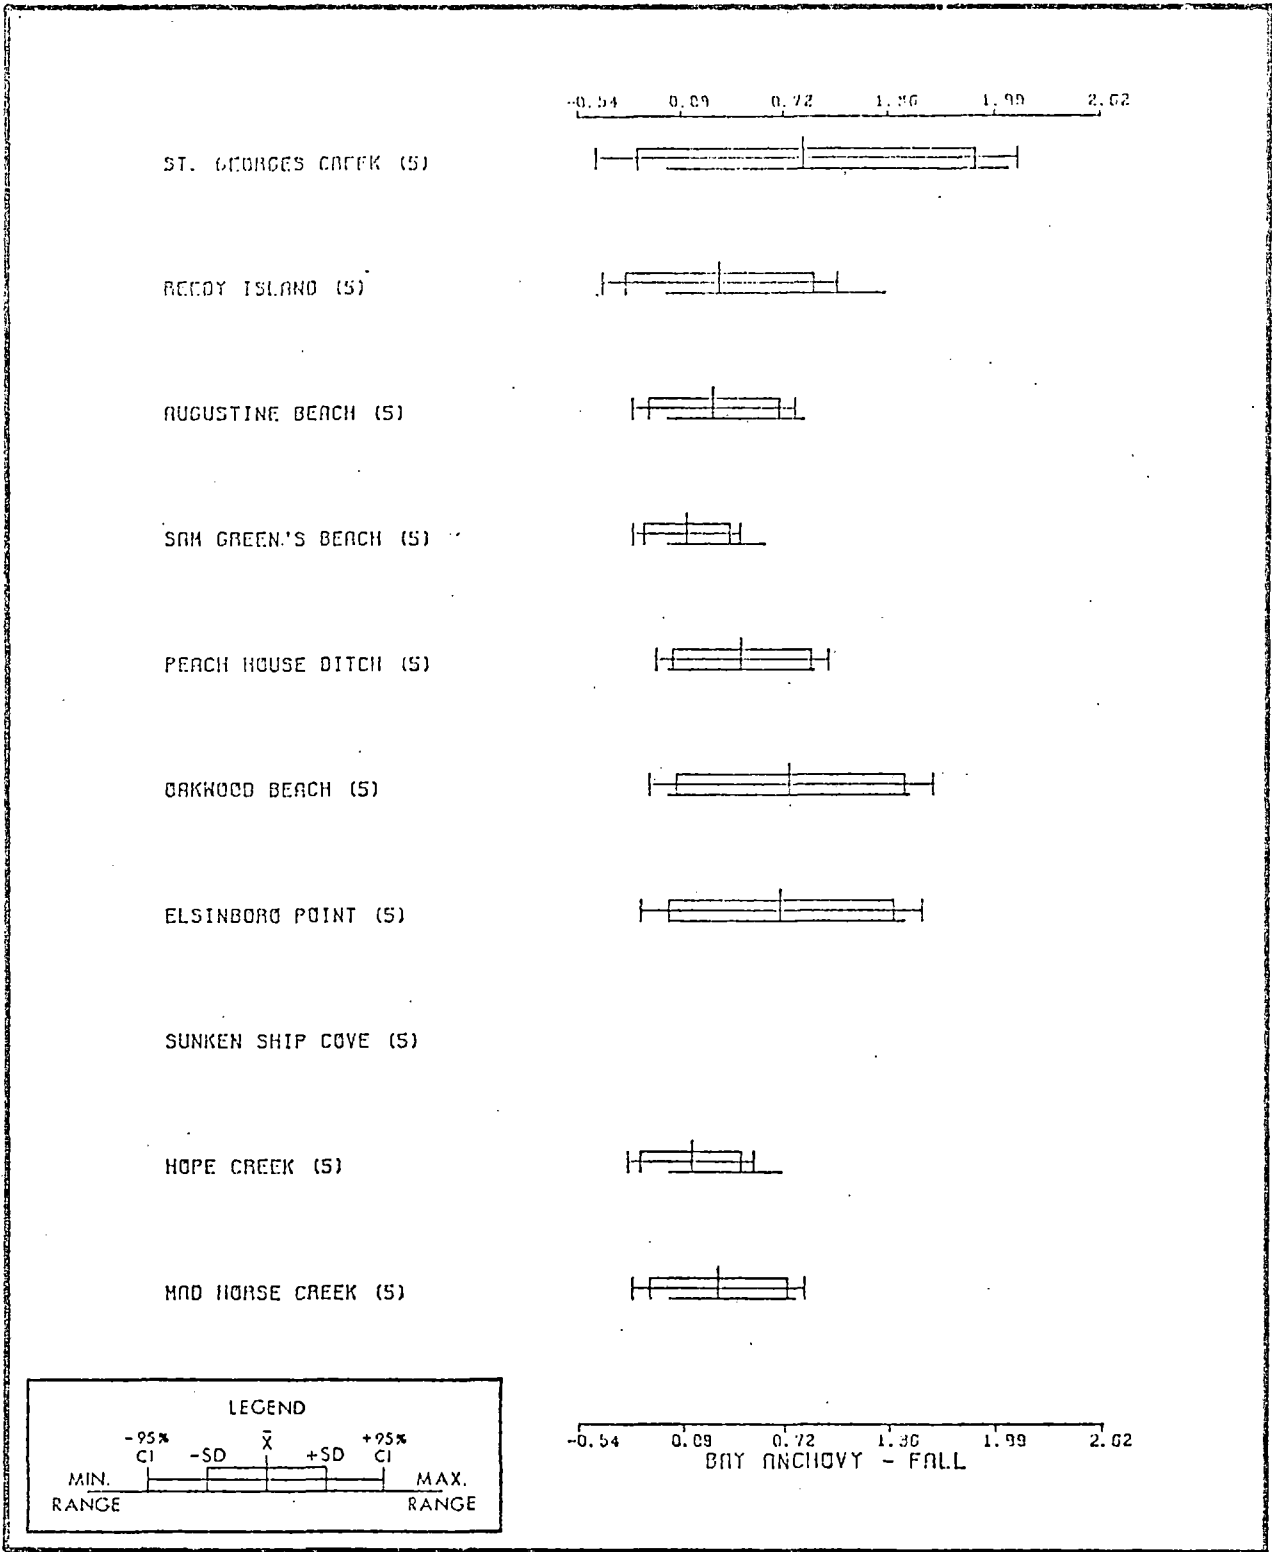 -0.54 0.09 0.72 1.36 1.99 2.62
ST. GEORGES CREEK (5)
REEDY ISLAND (5)
AUGUSTINE BEACH (5)
SAM GREEN'S BEACH (5)
PEACH HOUSE DITCH (5)
OAKWOOD BEACH (5)
ELSINBORO POINT (5)
SUNKEN SHIP COVE (5)
HOPE CREEK (5)
MAD HORSE CREEK (5)
-0.54 0.09 0.72 1.36 1.99 2.62
BAY ANCHOVY - FALL
LEGEND
-95% CI -SD X̄ +SD +95% CI
MIN. RANGE MAX. RANGE